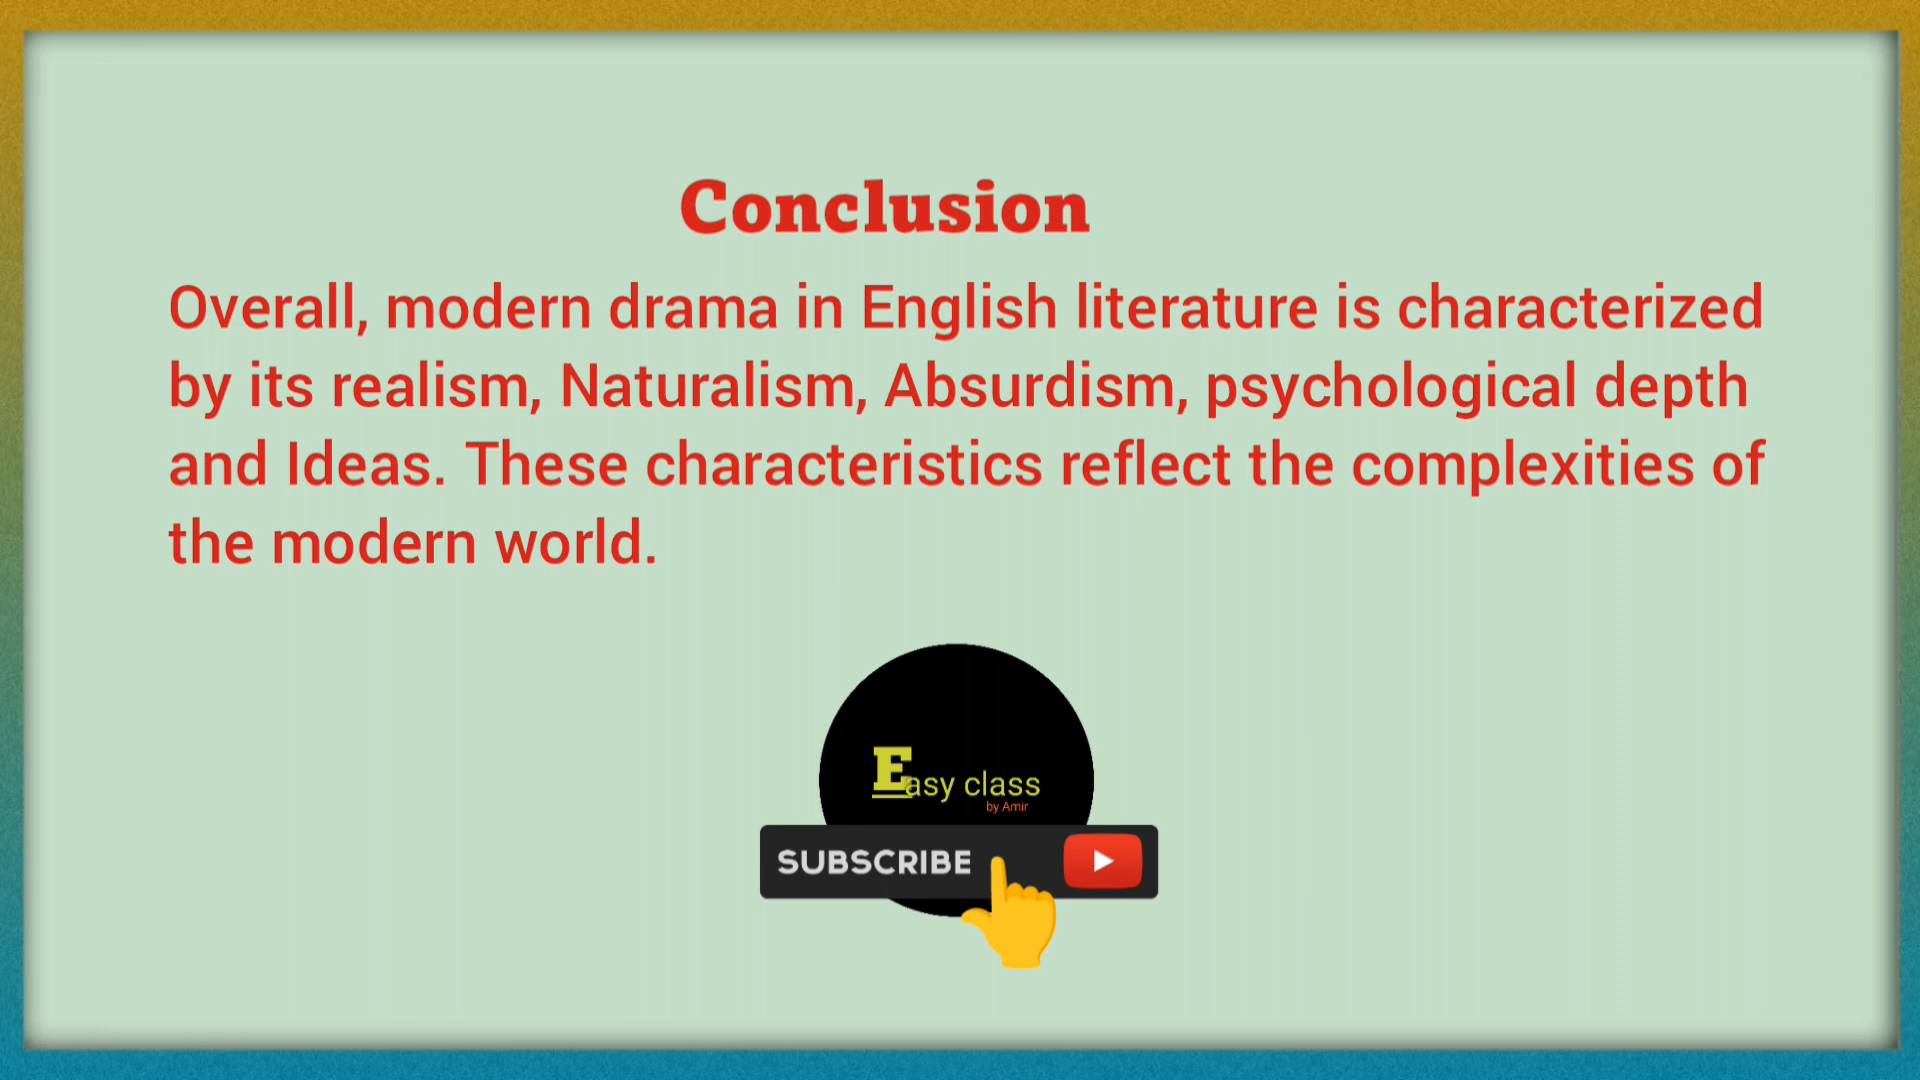 Conclusion
Overall, modern drama in English literature is characterized
by its realism, Naturalism, Absurdism, psychological depth
and Ideas. These characteristics reflect the complexities of
the modern world.
Easy class
by Amir
SUBSCRIBE